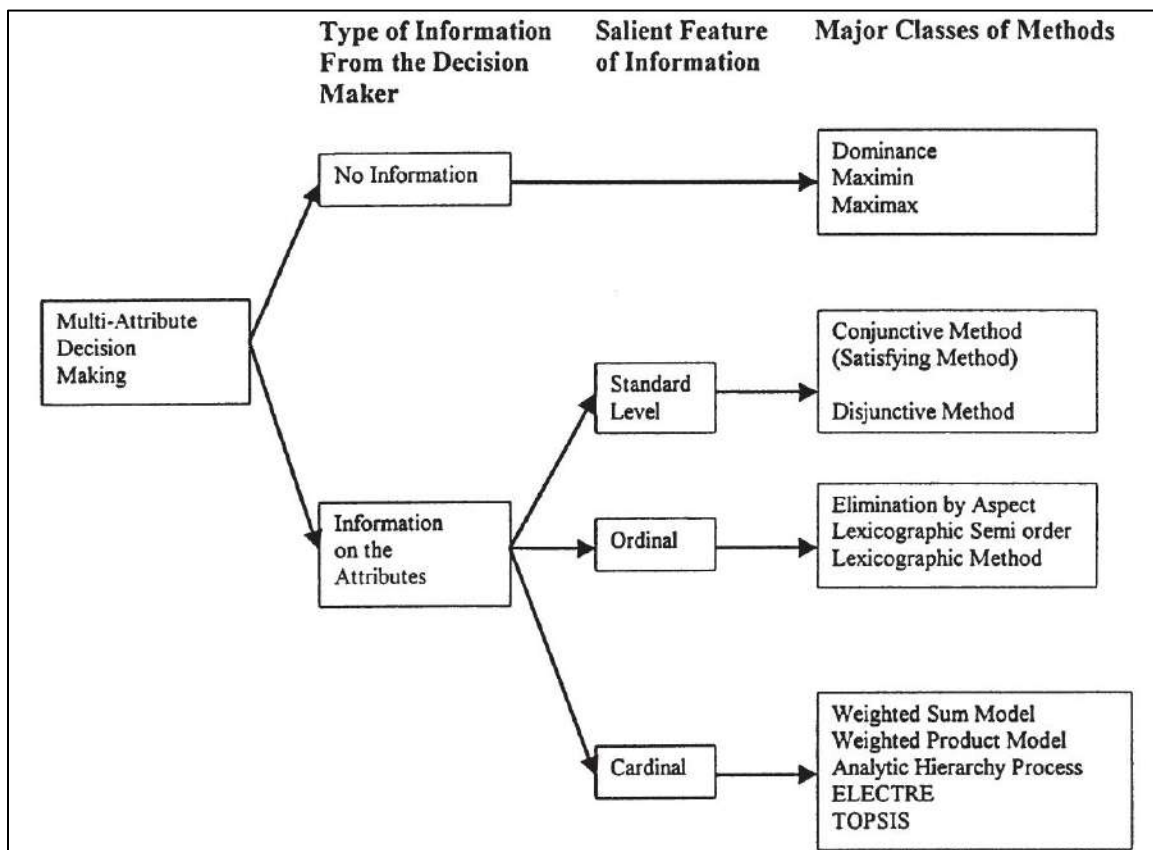 Type of Information
From the Decision
Maker
Salient Feature
of Information
Major Classes of Methods
No Information
Dominance
Maximin
Maximax
Multi-Attribute
Decision
Making
Standard
Level
Conjunctive Method
(Satisfying Method)
Disjunctive Method
Information
on the
Attributes
Ordinal
Elimination by Aspect
Lexicographic Semi order
Lexicographic Method
Cardinal
Weighted Sum Model
Weighted Product Model
Analytic Hierarchy Process
ELECTRE
TOPSIS